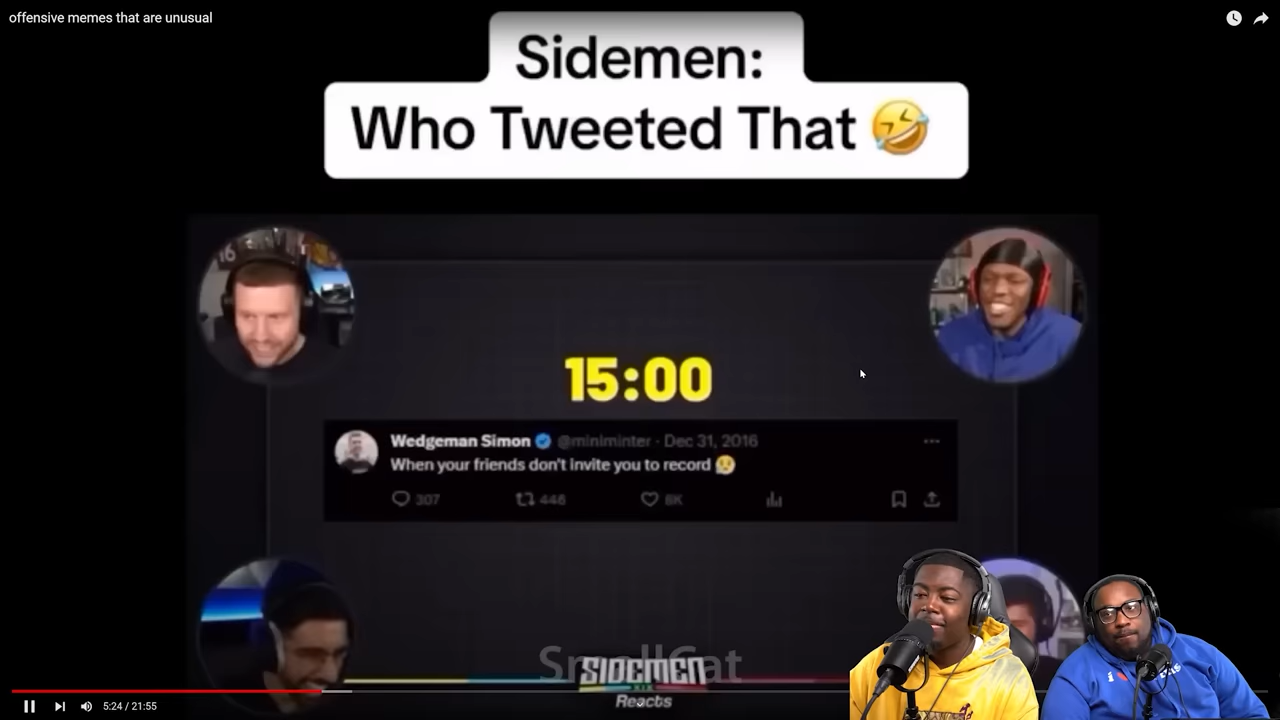 offensive memes that are unusual
Sidemen:
Who Tweeted That 🤣
15:00
Wedgeman Simon @miniminter · Dec 31, 2016
When your friends don't invite you to record 😢
307 446 8K
SIDEMEN
Reacts
5:24 / 21:55